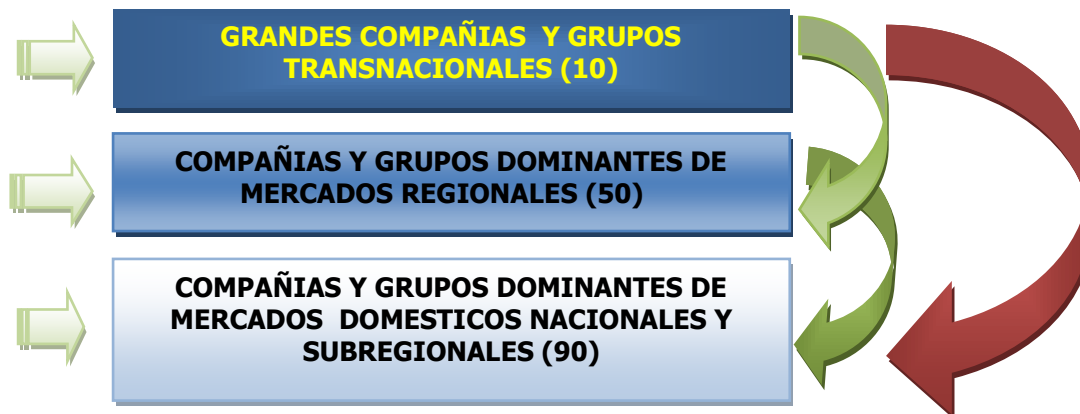 GRANDES COMPAÑIAS Y GRUPOS
TRANSNACIONALES (10)
COMPAÑIAS Y GRUPOS DOMINANTES DE
MERCADOS REGIONALES (50)
COMPAÑIAS Y GRUPOS DOMINANTES DE
MERCADOS DOMESTICOS NACIONALES Y
SUBREGIONALES (90)